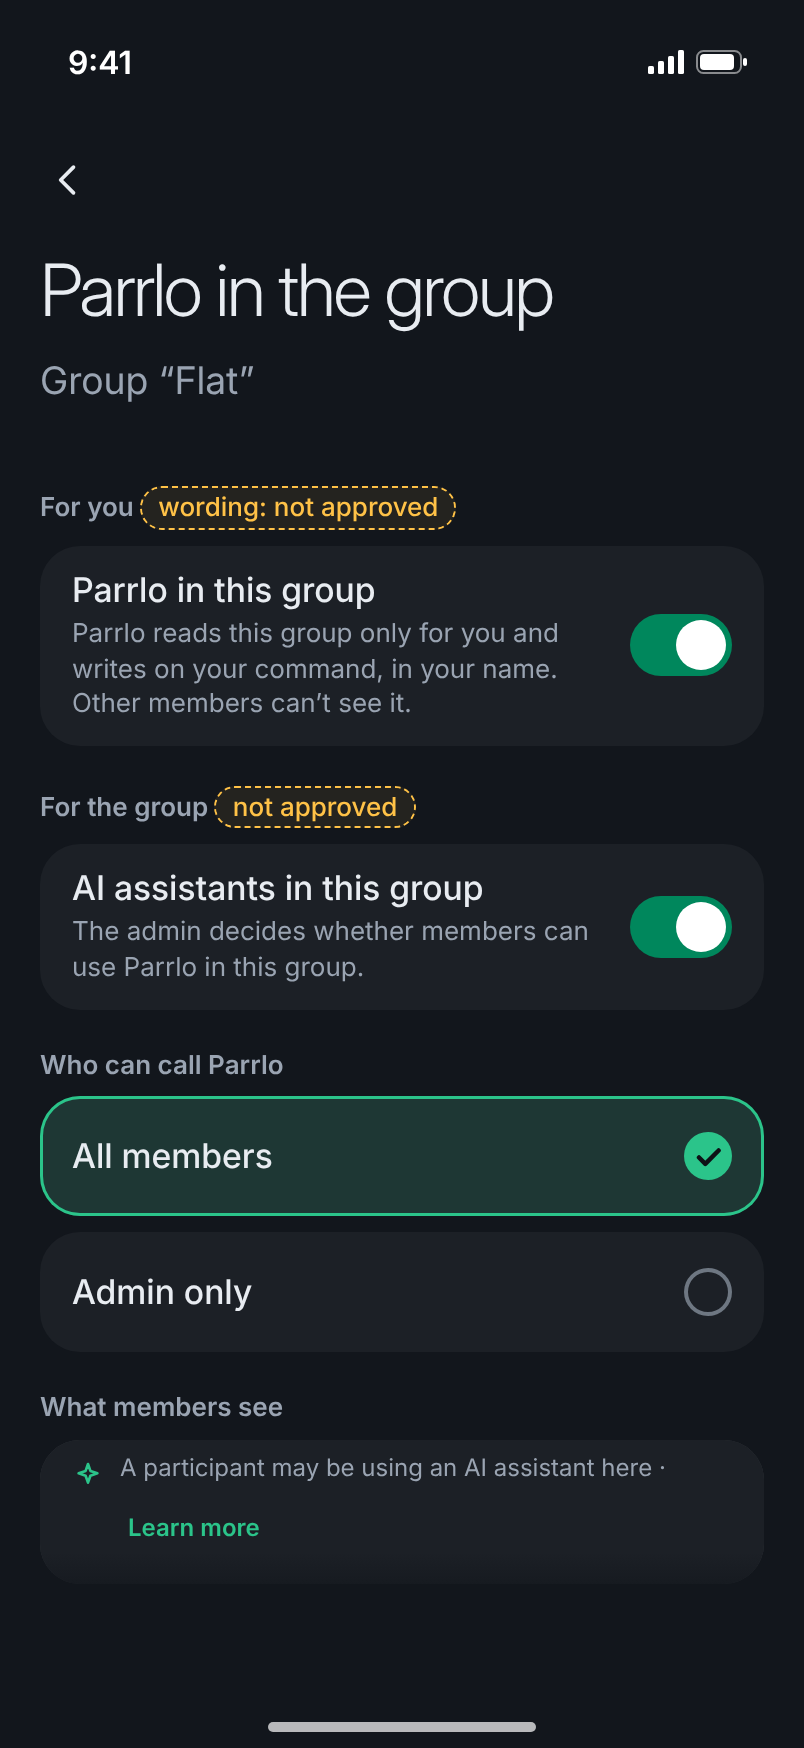 9:41
Parrlo in the group
Group “Flat”
For you wording: not approved
Parrlo in this group
Parrlo reads this group only for you and
writes on your command, in your name.
Other members can’t see it.
For the group not approved
AI assistants in this group
The admin decides whether members can
use Parrlo in this group.
Who can call Parrlo
All members
Admin only
What members see
A participant may be using an AI assistant here ·
Learn more